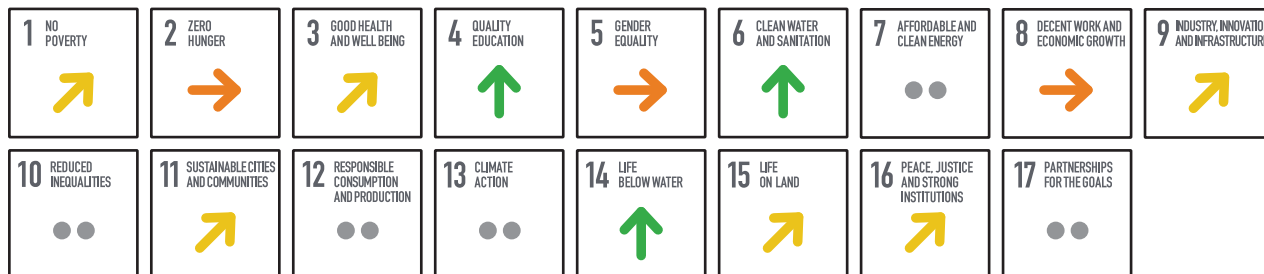 1 NO
POVERTY
2 ZERO
HUNGER
3 GOOD HEALTH
AND WELL BEING
4 QUALITY
EDUCATION
5 GENDER
EQUALITY
6 CLEAN WATER
AND SANITATION
7 AFFORDABLE AND
CLEAN ENERGY
8 DECENT WORK AND
ECONOMIC GROWTH
9 INDUSTRY, INNOVATIO
AND INFRASTRUCTURE
10 REDUCED
INEQUALITIES
11 SUSTAINABLE CITIES
AND COMMUNITIES
12 RESPONSIBLE
CONSUMPTION
AND PRODUCTION
13 CLIMATE
ACTION
14 LIFE
BELOW WATER
15 LIFE
ON LAND
16 PEACE, JUSTICE
AND STRONG
INSTITUTIONS
17 PARTNERSHIPS
FOR THE GOALS